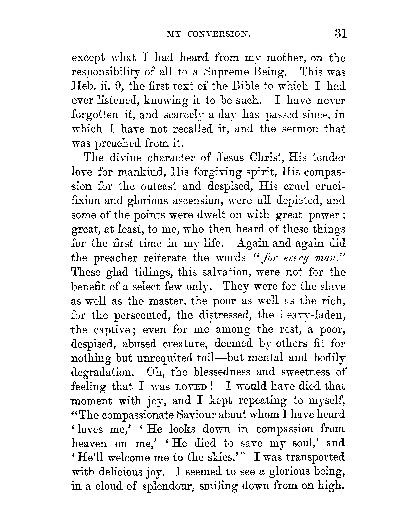 MY CONVERSION. 31
except what I had heard from my mother, on the
responsibility of all to a Supreme Being. This was
Heb. ii. 9, the first text of the Bible to which I had
ever listened, knowing it to be such. I have never
forgotten it, and scarcely a day has passed since, in
which I have not recalled it, and the sermon that
was preached from it.
The divine character of Jesus Christ, His tender
love for mankind, His forgiving spirit, His compas-
sion for the outcast and despised, His cruel cruci-
fixion and glorious ascension, were all depicted, and
some of the points were dwelt on with great power;
great, at least, to me, who then heard of these things
for the first time in my life. Again and again did
the preacher reiterate the words "for every man."
These glad tidings, this salvation, were not for the
benefit of a select few only. They were for the slave
as well as the master, the poor as well as the rich,
for the persecuted, the distressed, the heavy-laden,
the captive; even for me among the rest, a poor,
despised, abused creature, deemed by others fit for
nothing but unrequited toil—but mental and bodily
degradation. Oh, the blessedness and sweetness of
feeling that I was LOVED! I would have died that
moment with joy, and I kept repeating to myself,
"The compassionate Saviour about whom I have heard
'loves me,' 'He looks down in compassion from
heaven on me,' 'He died to save my soul,' and
'He'll welcome me to the skies.'" I was transported
with delicious joy. I seemed to see a glorious being,
in a cloud of splendour, smiling down from on high.